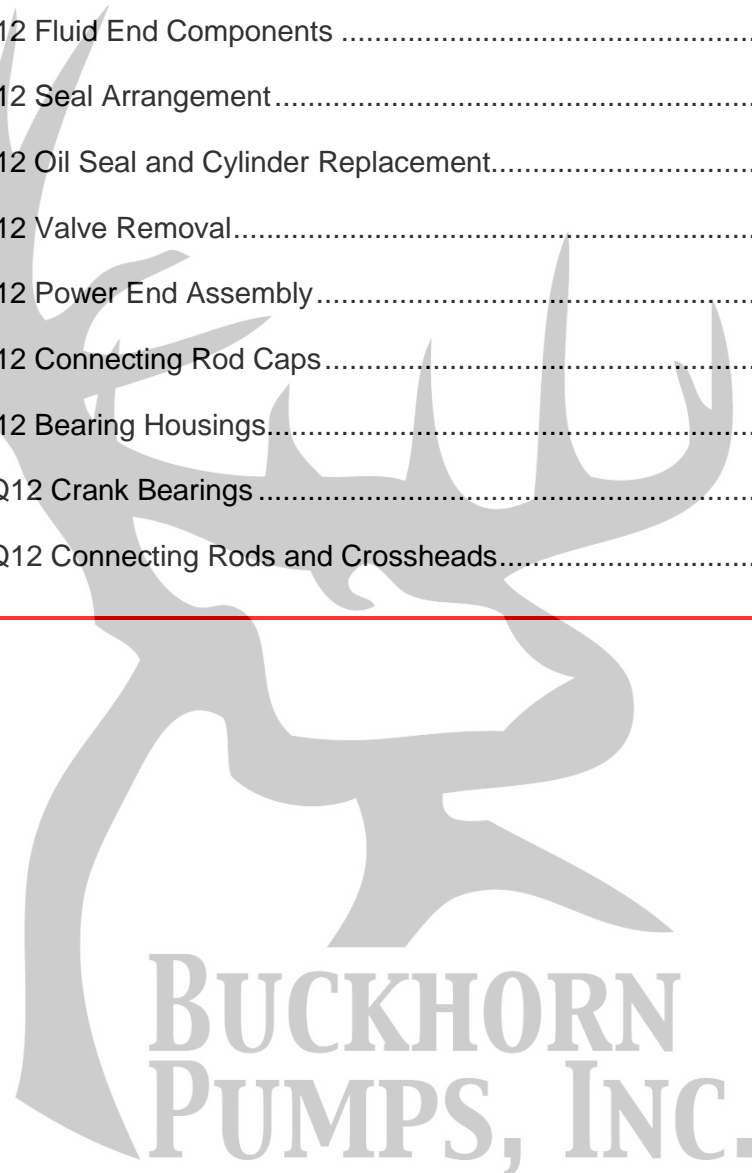 12 Fluid End Components ..................................................
12 Seal Arrangement..........................................................
12 Oil Seal and Cylinder Replacement................................
12 Valve Removal................................................................
12 Power End Assembly.....................................................
12 Connecting Rod Caps....................................................
12 Bearing Housings............................................................
Q12 Crank Bearings ............................................................
Q12 Connecting Rods and Crossheads...............................
BUCKHORN
PUMPS, INC.